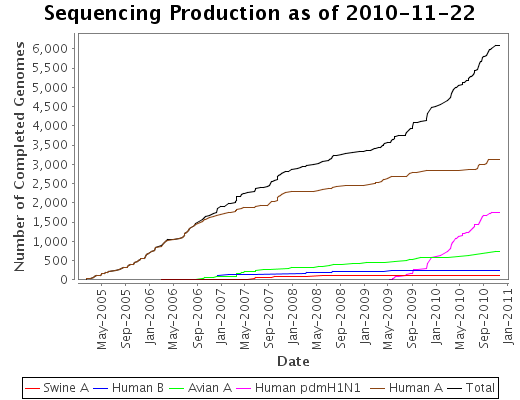 Sequencing Production as of 2010-11-22
Number of Completed Genomes
6,000
5,500
5,000
4,500
4,000
3,500
3,000
2,500
2,000
1,500
1,000
500
0
May-2005
Sep-2005
Jan-2006
May-2006
Sep-2006
Jan-2007
May-2007
Sep-2007
Jan-2008
May-2008
Sep-2008
Jan-2009
May-2009
Sep-2009
Jan-2010
May-2010
Sep-2010
Jan-2011
Date
Swine A Human B Avian A Human pdmH1N1 Human A Total